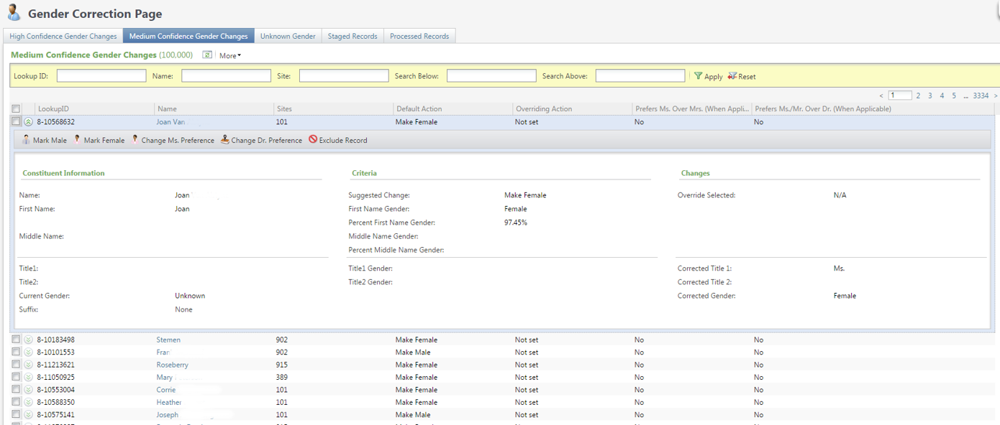 Gender Correction Page
High Confidence Gender Changes Medium Confidence Gender Changes Unknown Gender Staged Records Processed Records
Medium Confidence Gender Changes (100,000) More
Lookup ID: Name: Site: Search Below: Search Above: Apply Reset
< 1 2 3 4 5 ... 3334 >
LookupID Name Sites Default Action Overriding Action Prefers Ms. Over Mrs. (When Appli... Prefers Ms./Mr. Over Dr. (When Applicable)
8-10568632 Joan Van 101 Make Female Not set No No
Mark Male Mark Female Change Ms. Preference Change Dr. Preference Exclude Record
Constituent Information Criteria Changes
Name: Joan Suggested Change: Make Female Override Selected: N/A
First Name: Joan First Name Gender: Female
Percent First Name Gender: 97.45%
Middle Name: Middle Name Gender:
Percent Middle Name Gender:
Title1: Title1 Gender: Corrected Title 1: Ms.
Title2: Title2 Gender: Corrected Title 2:
Current Gender: Unknown Corrected Gender: Female
Suffix: None
8-10183498 Stemen 902 Make Female Not set No No
8-10101553 Fran 902 Make Male Not set No No
8-11213621 Roseberry 915 Make Female Not set No No
8-11050925 Mary 389 Make Female Not set No No
8-10553004 Corrie 101 Make Female Not set No No
8-10588350 Heather 101 Make Female Not set No No
8-10575141 Joseph 101 Make Male Not set No No